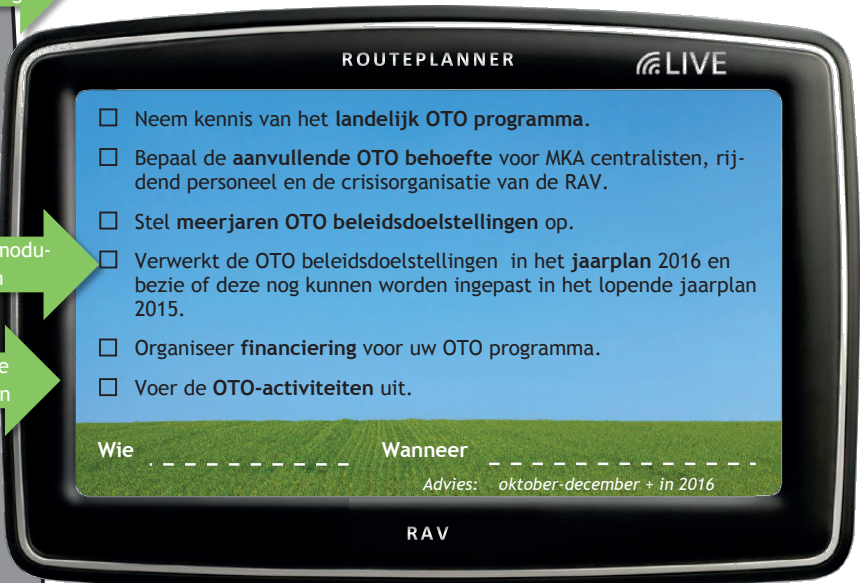 g
ROUTEPLANNER
LIVE
☐ Neem kennis van het landelijk OTO programma.
☐ Bepaal de aanvullende OTO behoefte voor MKA centralisten, rij-
dend personeel en de crisisorganisatie van de RAV.
☐ Stel meerjaren OTO beleidsdoelstellingen op.
modu-
n
☐ Verwerkt de OTO beleidsdoelstellingen in het jaarplan 2016 en
bezie of deze nog kunnen worden ingepast in het lopende jaarplan
2015.
☐ Organiseer financiering voor uw OTO programma.
e
n
☐ Voer de OTO-activiteiten uit.
Wie Wanneer
Advies: oktober-december + in 2016
RAV